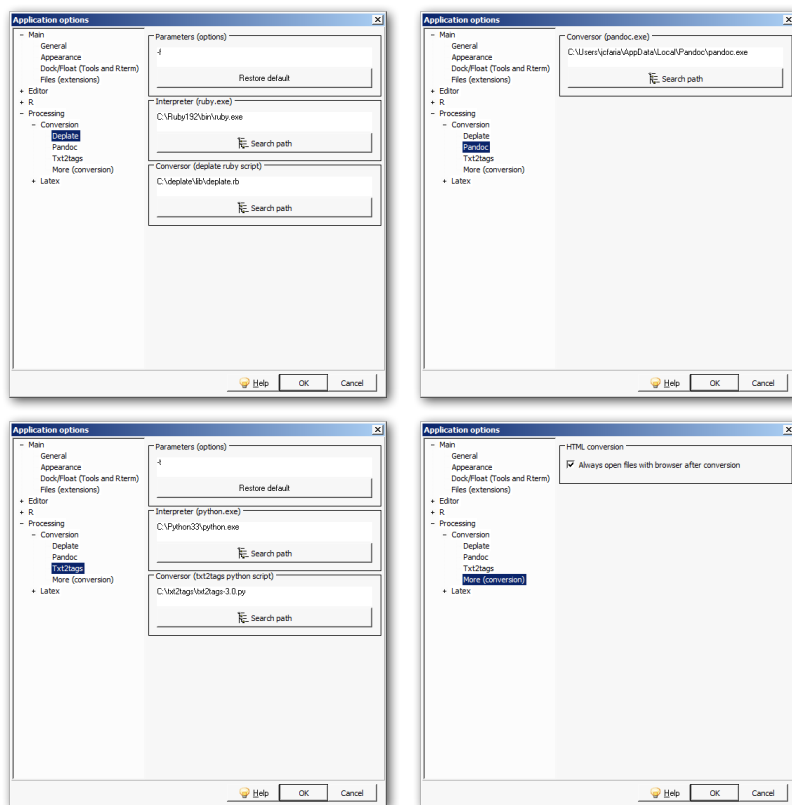 Application options
− Main
General
Appearance
Dock/Float (Tools and Rterm)
Files (extensions)
+ Editor
+ R
− Processing
− Conversion
Deplate
Pandoc
Txt2tags
More (conversion)
+ Latex
Parameters (options)
-f
Restore default
Interpreter (ruby.exe)
C:\Ruby192\bin\ruby.exe
Search path
Conversor (deplate ruby script)
C:\deplate\lib\deplate.rb
Search path
Help
OK
Cancel
Application options
− Main
General
Appearance
Dock/Float (Tools and Rterm)
Files (extensions)
+ Editor
+ R
− Processing
− Conversion
Deplate
Pandoc
Txt2tags
More (conversion)
+ Latex
Conversor (pandoc.exe)
C:\Users\jcfaria\AppData\Local\Pandoc\pandoc.exe
Search path
Help
OK
Cancel
Application options
− Main
General
Appearance
Dock/Float (Tools and Rterm)
Files (extensions)
+ Editor
+ R
− Processing
− Conversion
Deplate
Pandoc
Txt2tags
More (conversion)
+ Latex
Parameters (options)
-t
Restore default
Interpreter (python.exe)
C:\Python33\python.exe
Search path
Conversor (txt2tags python script)
C:\txt2tags\txt2tags-3.0.py
Search path
Help
OK
Cancel
Application options
− Main
General
Appearance
Dock/Float (Tools and Rterm)
Files (extensions)
+ Editor
+ R
− Processing
− Conversion
Deplate
Pandoc
Txt2tags
More (conversion)
+ Latex
HTML conversion
Always open files with browser after conversion
Help
OK
Cancel